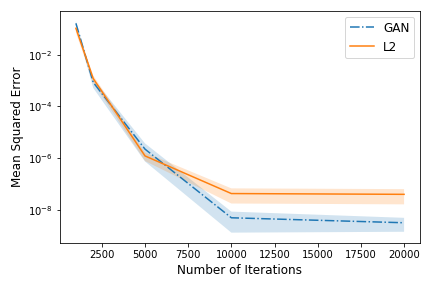 GAN
L2
Mean Squared Error
10⁻²
10⁻⁴
10⁻⁶
10⁻⁸
2500 5000 7500 10000 12500 15000 17500 20000
Number of Iterations